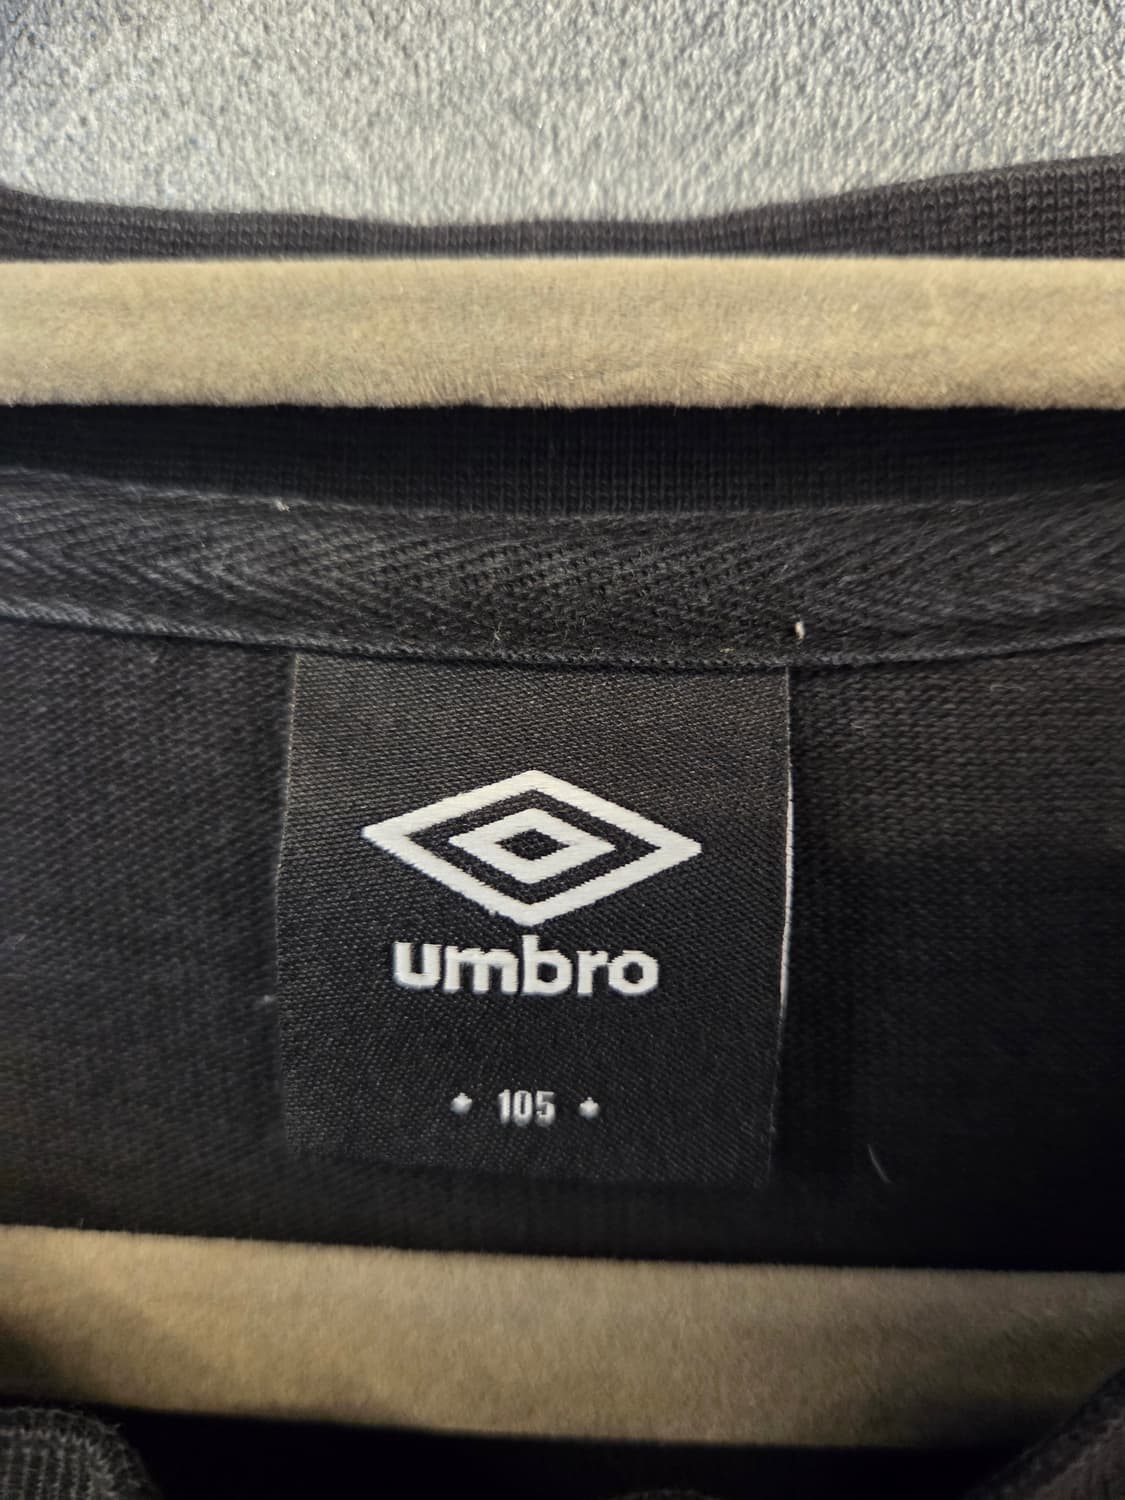 umbro
• 105 •